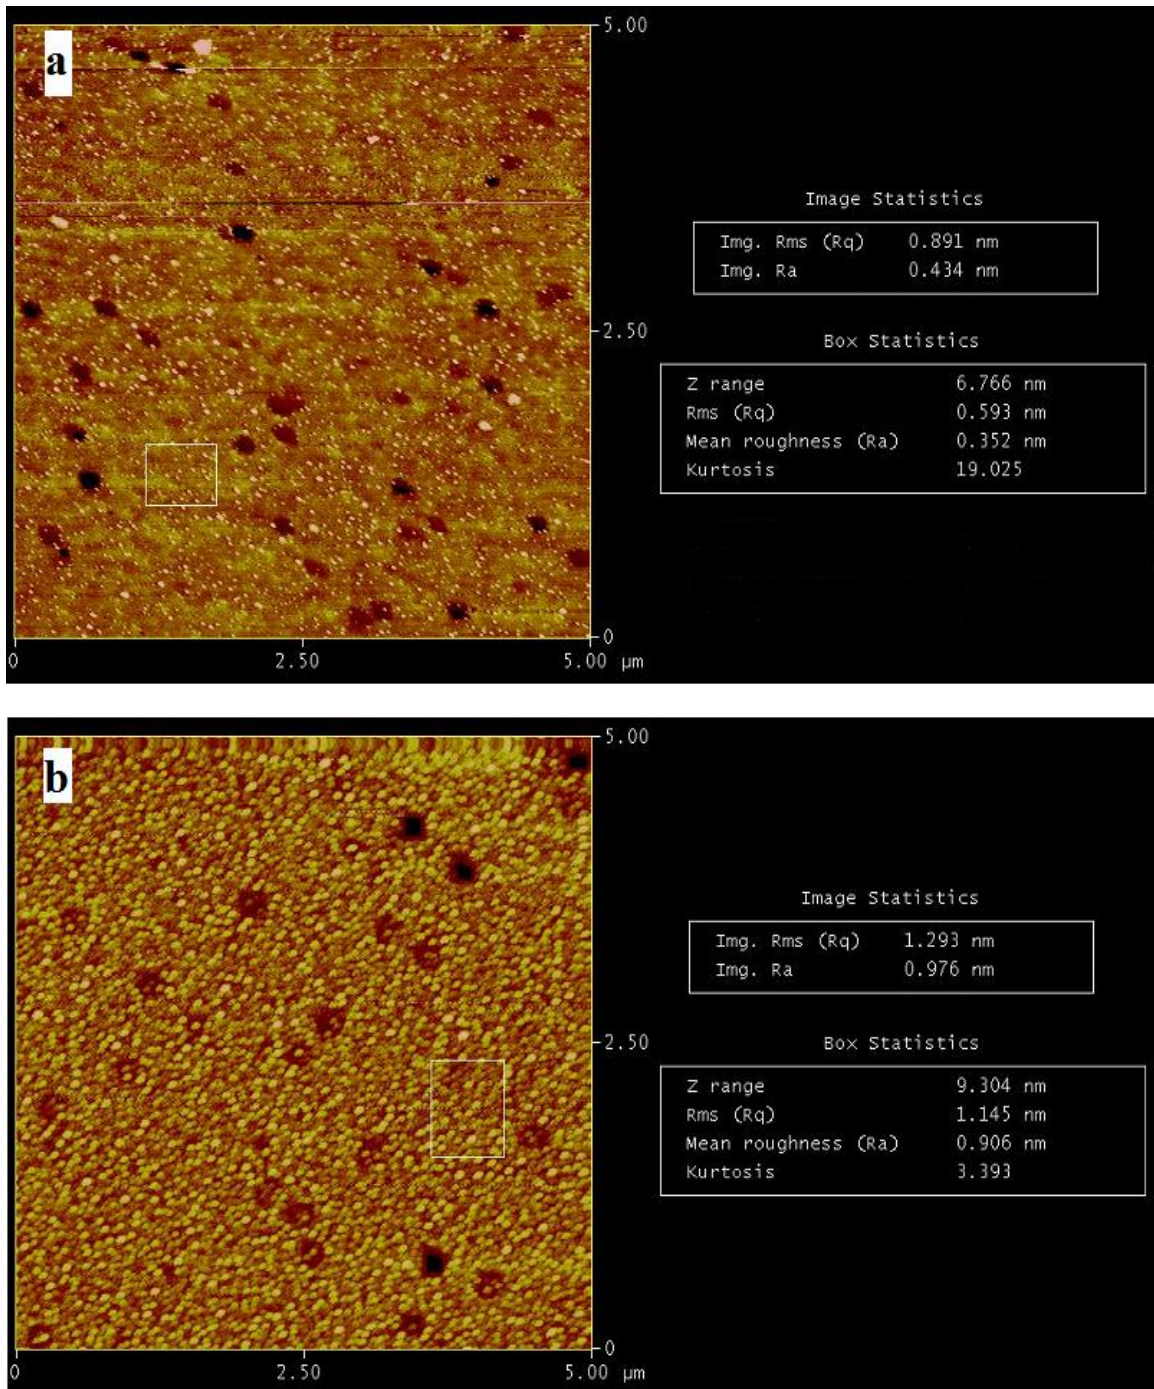 a
5.00
2.50
0
0 2.50 5.00 µm
Image Statistics
Img. Rms (Rq) 0.891 nm
Img. Ra 0.434 nm
Box Statistics
Z range 6.766 nm
Rms (Rq) 0.593 nm
Mean roughness (Ra) 0.352 nm
Kurtosis 19.025
b
5.00
2.50
0
0 2.50 5.00 µm
Image Statistics
Img. Rms (Rq) 1.293 nm
Img. Ra 0.976 nm
Box Statistics
Z range 9.304 nm
Rms (Rq) 1.145 nm
Mean roughness (Ra) 0.906 nm
Kurtosis 3.393